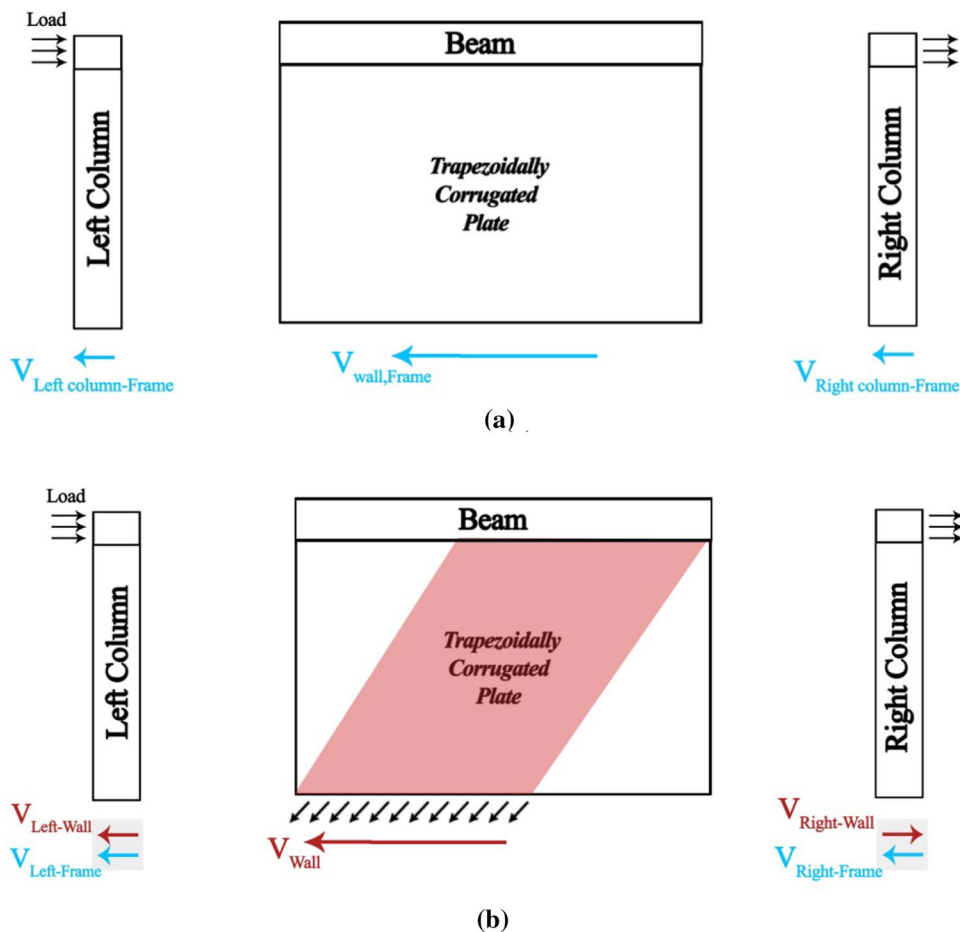 Load
Beam
Left Column
Trapezoidally
Corrugated
Plate
Right Column
V Left column-Frame
V wall,Frame
V Right column-Frame
(a)
Load
Beam
Left Column
Trapezoidally
Corrugated
Plate
Right Column
V Left-Wall
V Left-Frame
V Wall
V Right-Wall
V Right-Frame
(b)